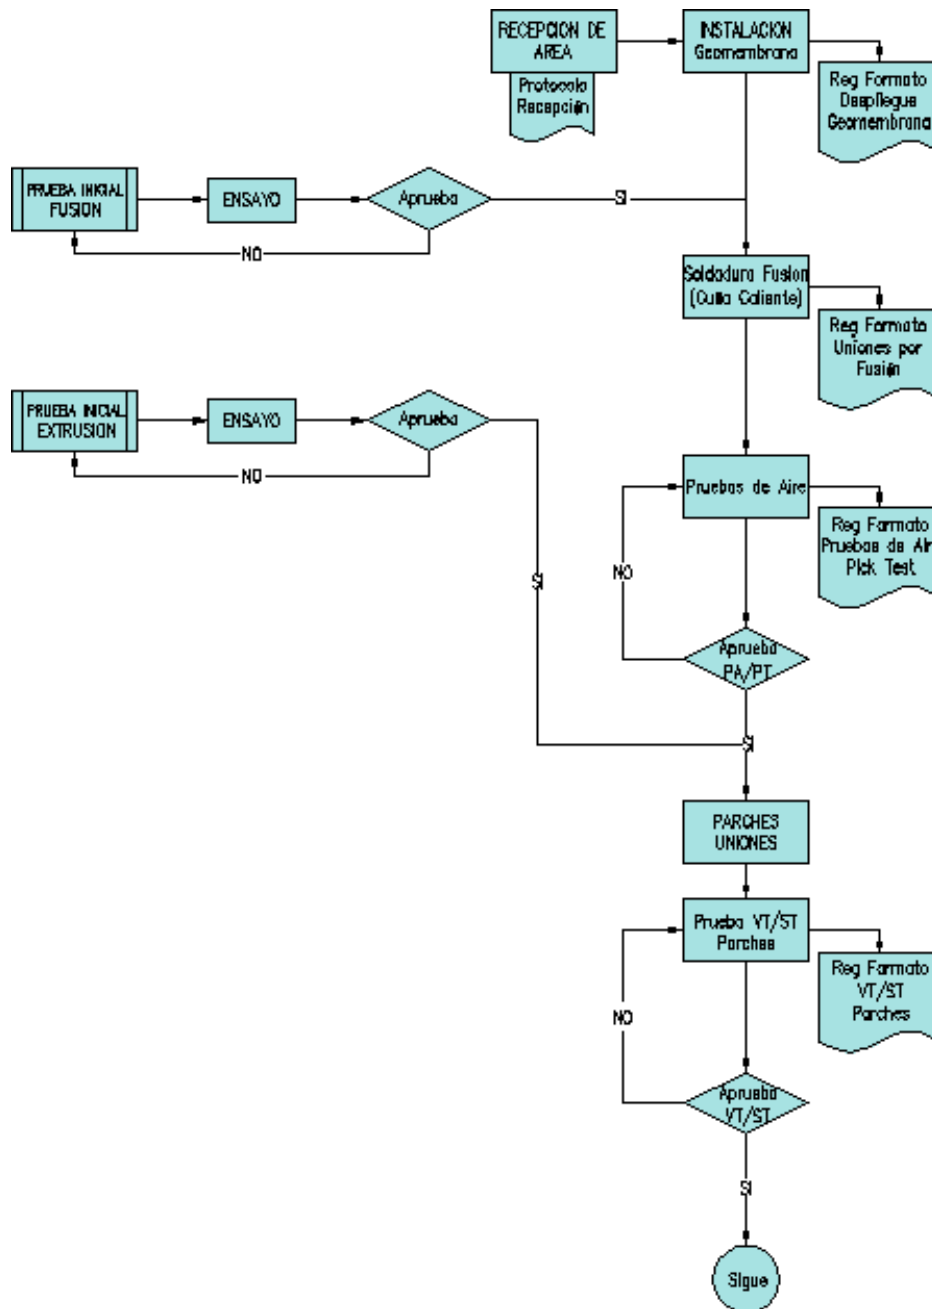 RECEPCION DE
AREA
Protocolo
Recepción
INSTALACION
Geomembrana
Reg Formato
Despliegue
Geomembrana
PRUEBA INICIAL
FUSION
ENSAYO
Aprueba
SI
NO
Soldadura Fusion
(Cuña Caliente)
Reg Formato
Uniones por
Fusión
PRUEBA INICIAL
EXTRUSION
ENSAYO
Aprueba
NO
SI
Pruebas de Aire
Reg Formato
Pruebas de Air
Pick Test
NO
Aprueba
PA/PT
SI
PARCHES
UNIONES
Prueba VT/ST
Parches
Reg Formato
VT/ST
Parches
NO
Aprueba
VT/ST
SI
Sigue